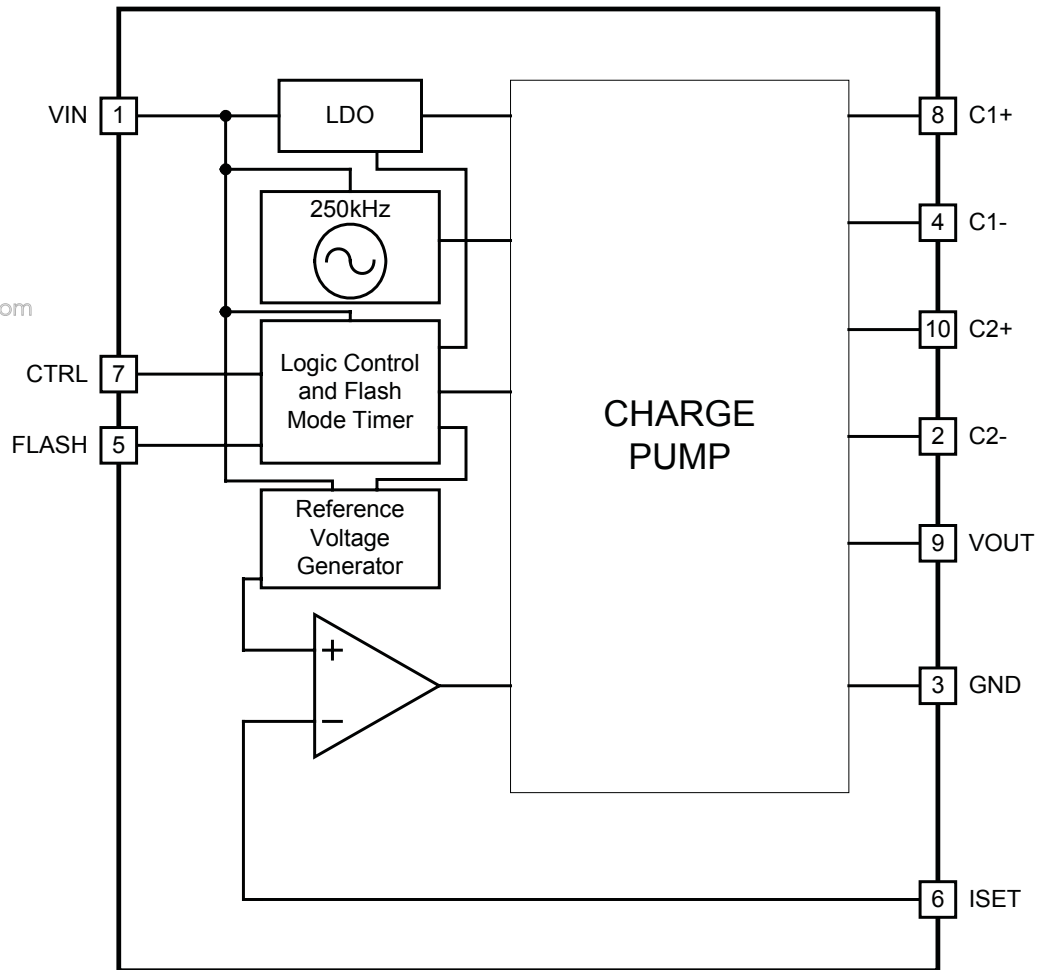 VIN 1
LDO
8 C1+
250kHz
4 C1-
om
10 C2+
CTRL 7
Logic Control
and Flash
Mode Timer
CHARGE
PUMP
FLASH 5
2 C2-
Reference
Voltage
Generator
9 VOUT
+
−
3 GND
6 ISET